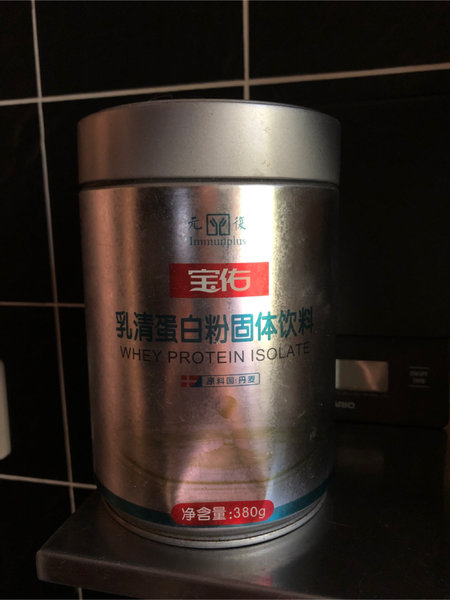 元 復
Immunplus
宝佑
乳清蛋白粉固体饮料
WHEY PROTEIN ISOLATE
原料国:丹麦
净含量:380g